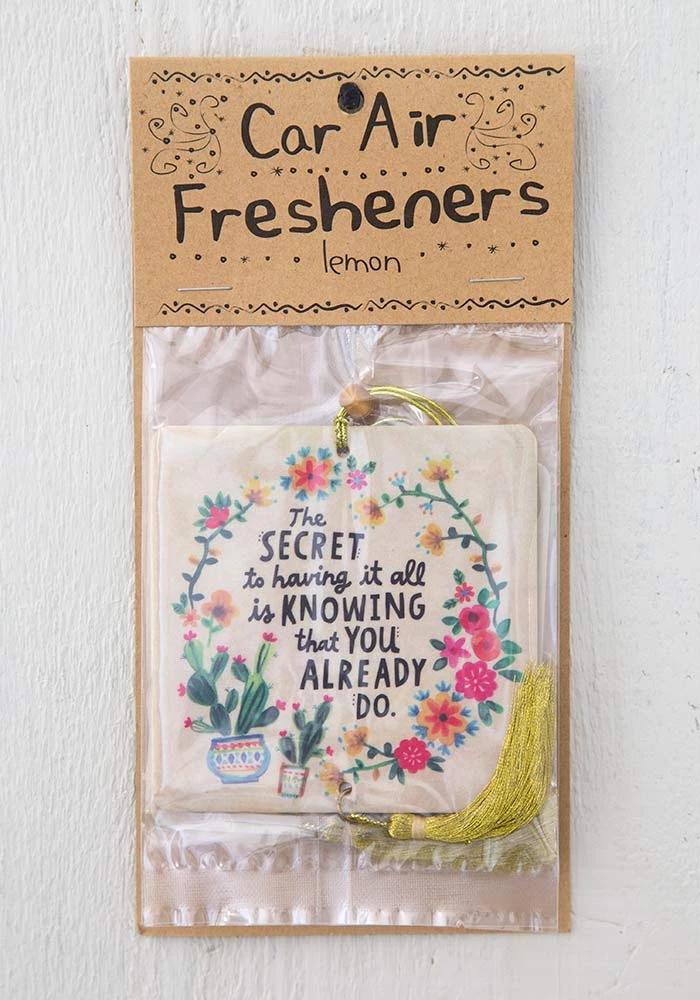 Car Air
Fresheners
lemon
The
SECRET
to having it all
is KNOWING
that YOU
ALREADY
DO.